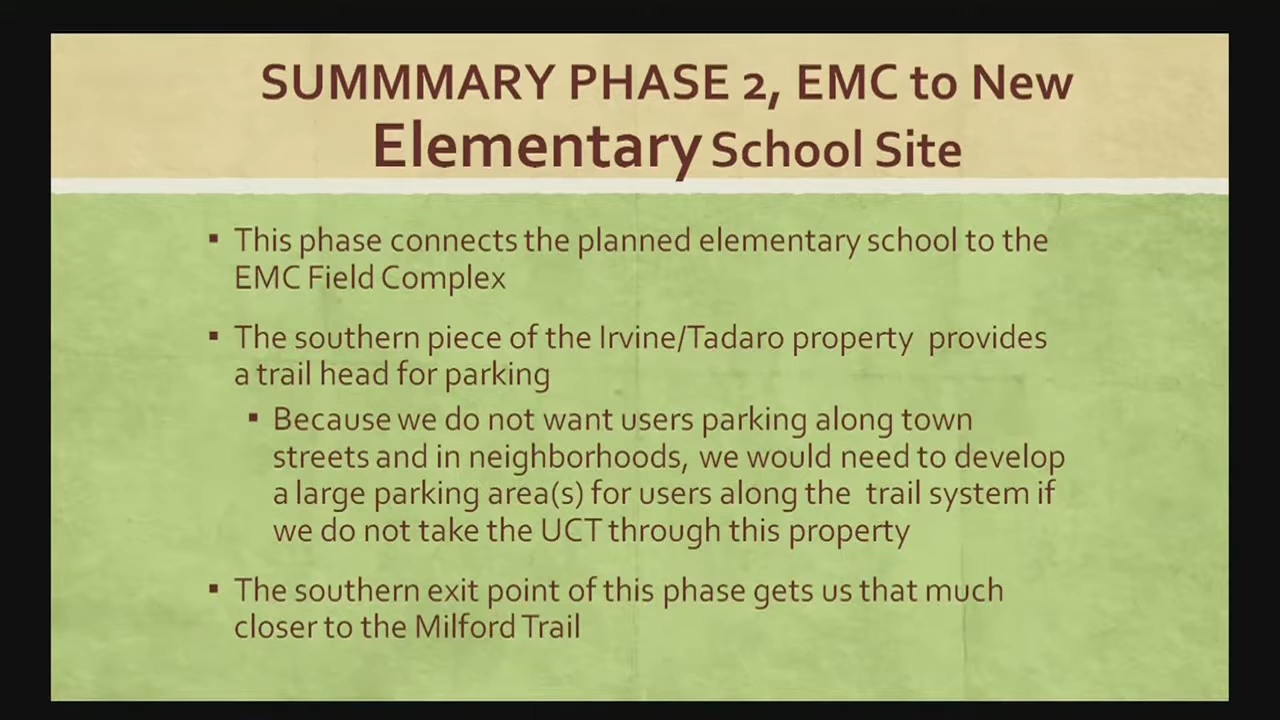 SUMMMARY PHASE 2, EMC to New
Elementary School Site
▪ This phase connects the planned elementary school to the
EMC Field Complex
▪ The southern piece of the Irvine/Tadaro property provides
a trail head for parking
▪ Because we do not want users parking along town
streets and in neighborhoods, we would need to develop
a large parking area(s) for users along the trail system if
we do not take the UCT through this property
▪ The southern exit point of this phase gets us that much
closer to the Milford Trail